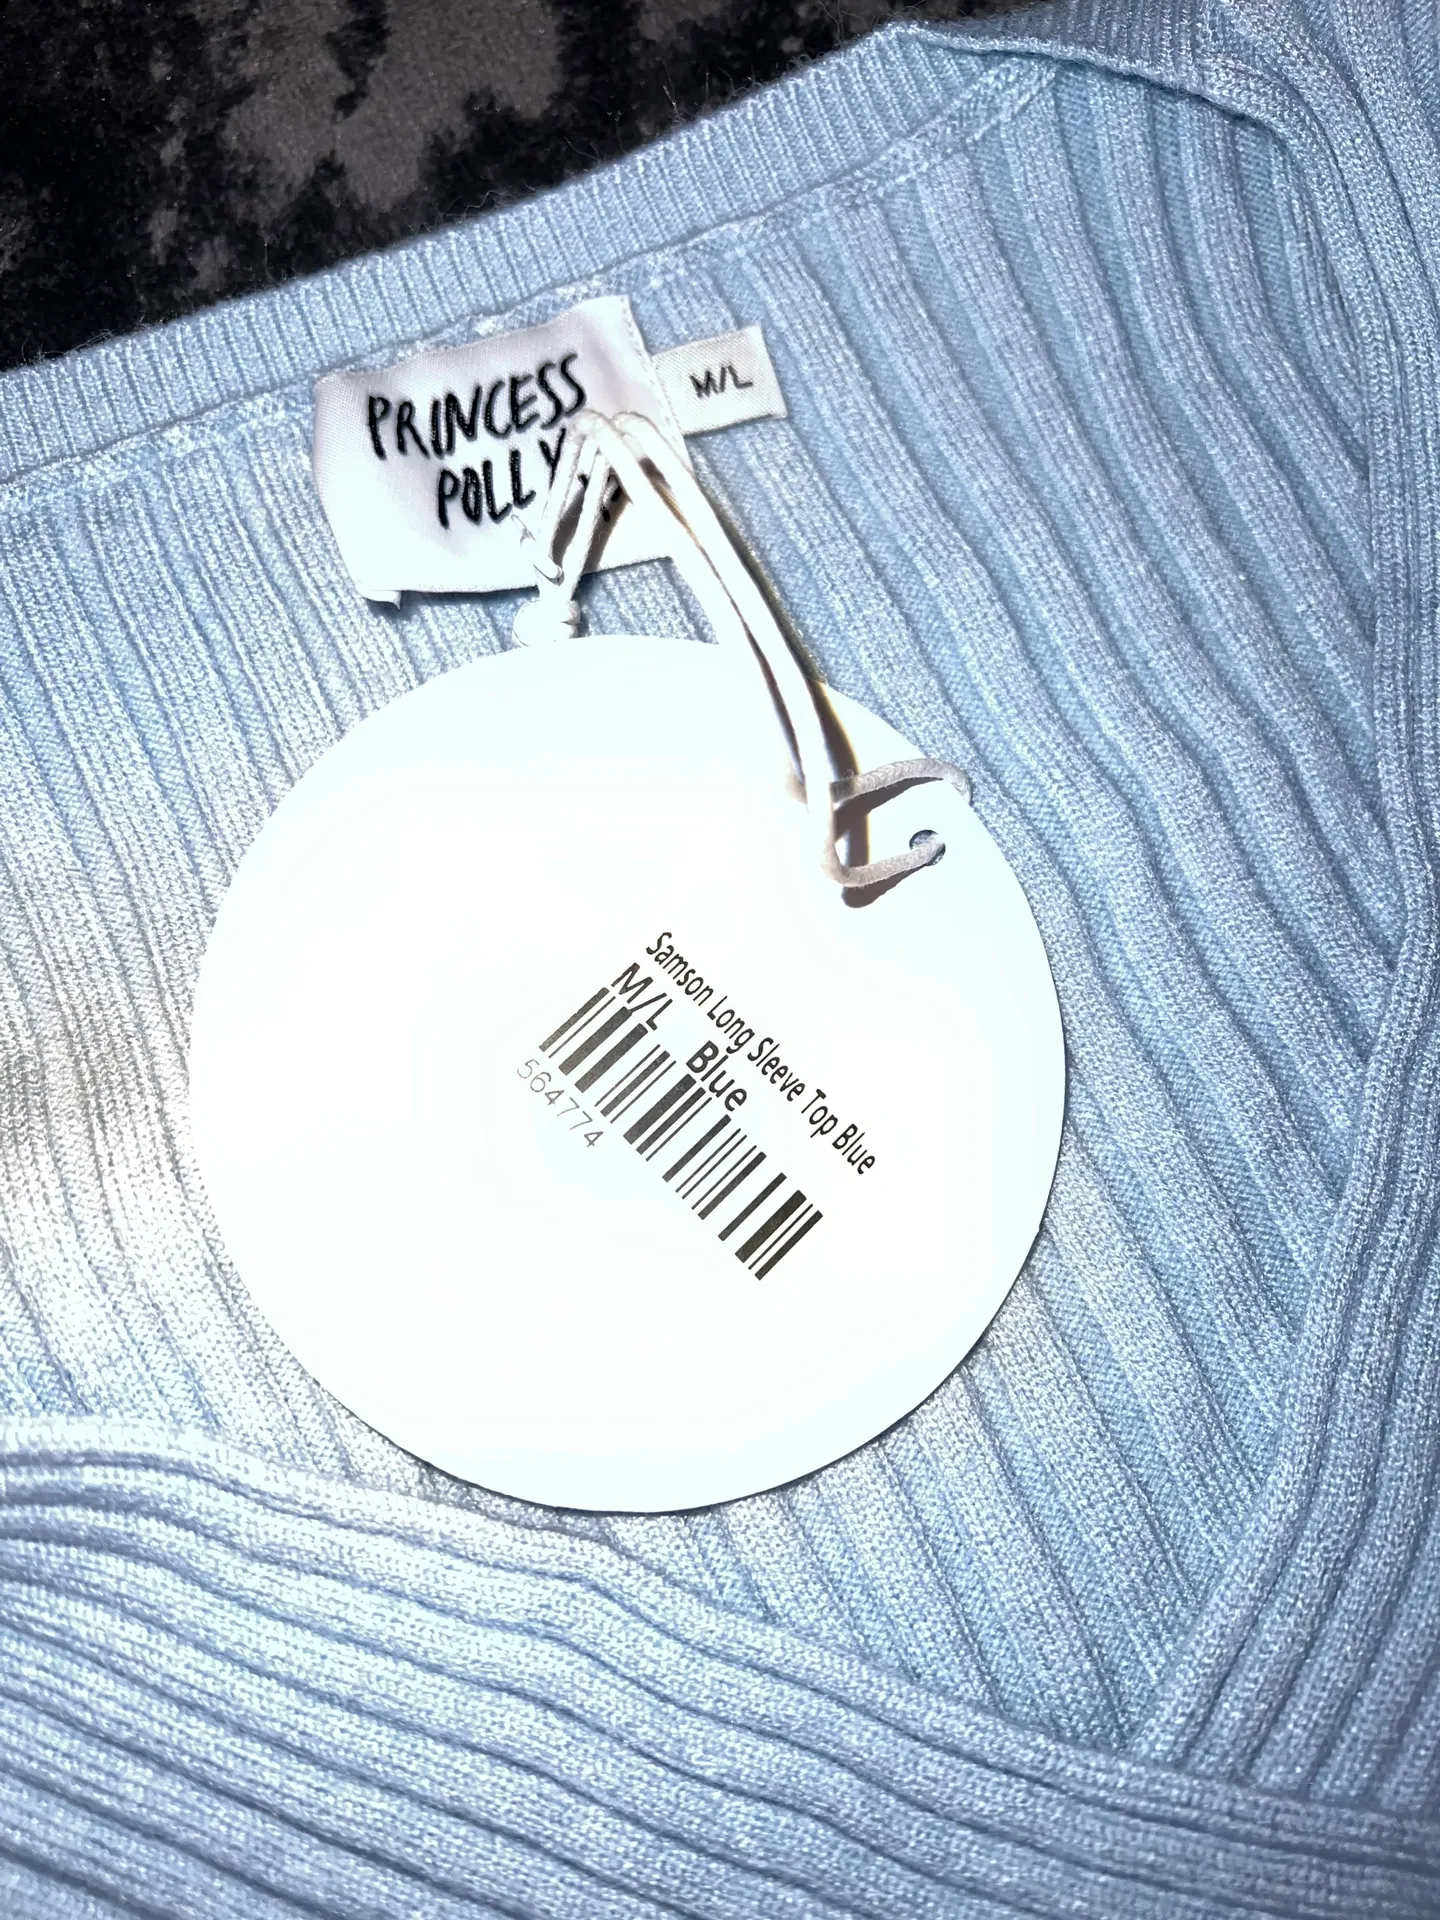 PRINCESS
POLLY
M/L
Samson Long Sleeve Top Blue
M/L Blue
564774